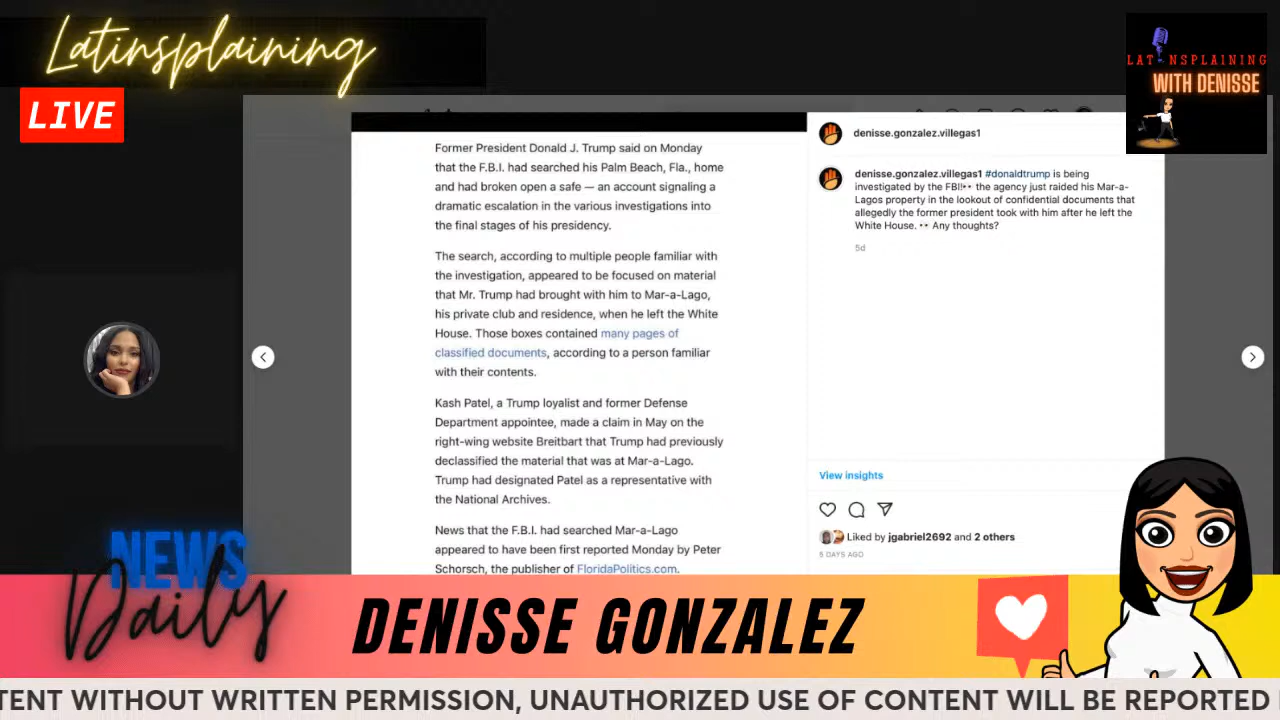 Latinsplaining
LIVE
LATINSPLAINING
WITH DENISSE
Former President Donald J. Trump said on Monday
that the F.B.I. had searched his Palm Beach, Fla., home
and had broken open a safe — an account signaling a
dramatic escalation in the various investigations into
the final stages of his presidency.
The search, according to multiple people familiar with
the investigation, appeared to be focused on material
that Mr. Trump had brought with him to Mar-a-Lago,
his private club and residence, when he left the White
House. Those boxes contained many pages of
classified documents, according to a person familiar
with their contents.
Kash Patel, a Trump loyalist and former Defense
Department appointee, made a claim in May on the
right-wing website Breitbart that Trump had previously
declassified the material that was at Mar-a-Lago.
Trump had designated Patel as a representative with
the National Archives.
News that the F.B.I. had searched Mar-a-Lago
appeared to have been first reported Monday by Peter
Schorsch, the publisher of FloridaPolitics.com.
denisse.gonzalez.villegas1
denisse.gonzalez.villegas1 #donaldtrump is being
investigated by the FBI!👀 the agency just raided his Mar-a-
Lagos property in the lookout of confidential documents that
allegedly the former president took with him after he left the
White House. 👀 Any thoughts?
5d
View insights
Liked by jgabriel2692 and 2 others
5 DAYS AGO
NEWS
Daily
DENISSE GONZALEZ
TENT WITHOUT WRITTEN PERMISSION, UNAUTHORIZED USE OF CONTENT WILL BE REPORTED